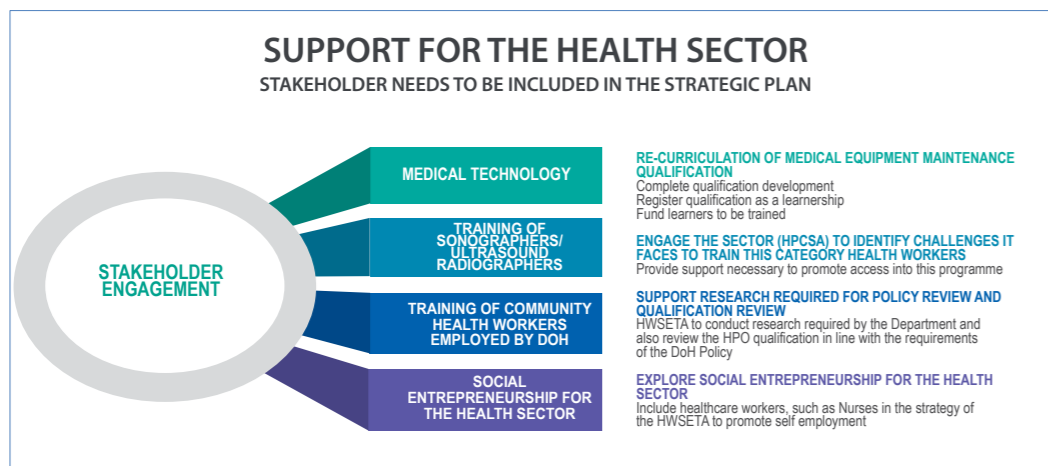 SUPPORT FOR THE HEALTH SECTOR
STAKEHOLDER NEEDS TO BE INCLUDED IN THE STRATEGIC PLAN
STAKEHOLDER
ENGAGEMENT
MEDICAL TECHNOLOGY
RE-CURRICULATION OF MEDICAL EQUIPMENT MAINTENANCE
QUALIFICATION
Complete qualification development
Register qualification as a learnership
Fund learners to be trained
TRAINING OF
SONOGRAPHERS/
ULTRASOUND
RADIOGRAPHERS
ENGAGE THE SECTOR (HPCSA) TO IDENTIFY CHALLENGES IT
FACES TO TRAIN THIS CATEGORY HEALTH WORKERS
Provide support necessary to promote access into this programme
TRAINING OF COMMUNITY
HEALTH WORKERS
EMPLOYED BY DOH
SUPPORT RESEARCH REQUIRED FOR POLICY REVIEW AND
QUALIFICATION REVIEW
HWSETA to conduct research required by the Department and
also review the HPO qualification in line with the requirements
of the DoH Policy
SOCIAL
ENTREPRENEURSHIP FOR
THE HEALTH SECTOR
EXPLORE SOCIAL ENTREPRENUERSHIP FOR THE HEALTH
SECTOR
Include healthcare workers, such as Nurses in the strategy of
the HWSETA to promote self employment